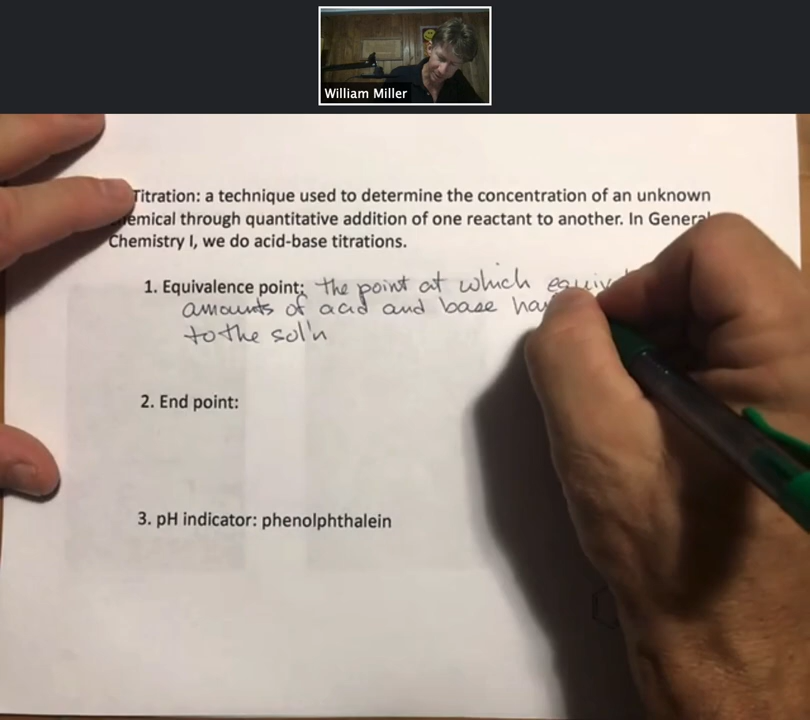 William Miller
Titration: a technique used to determine the concentration of an unknown
through quantitative addition of one reactant to another. In General
Chemistry I, we do acid-base titrations.
1. Equivalence point: the point at which
amounts of acid and base
to the sol'n
2. End point:
3. pH indicator: phenolphthalein